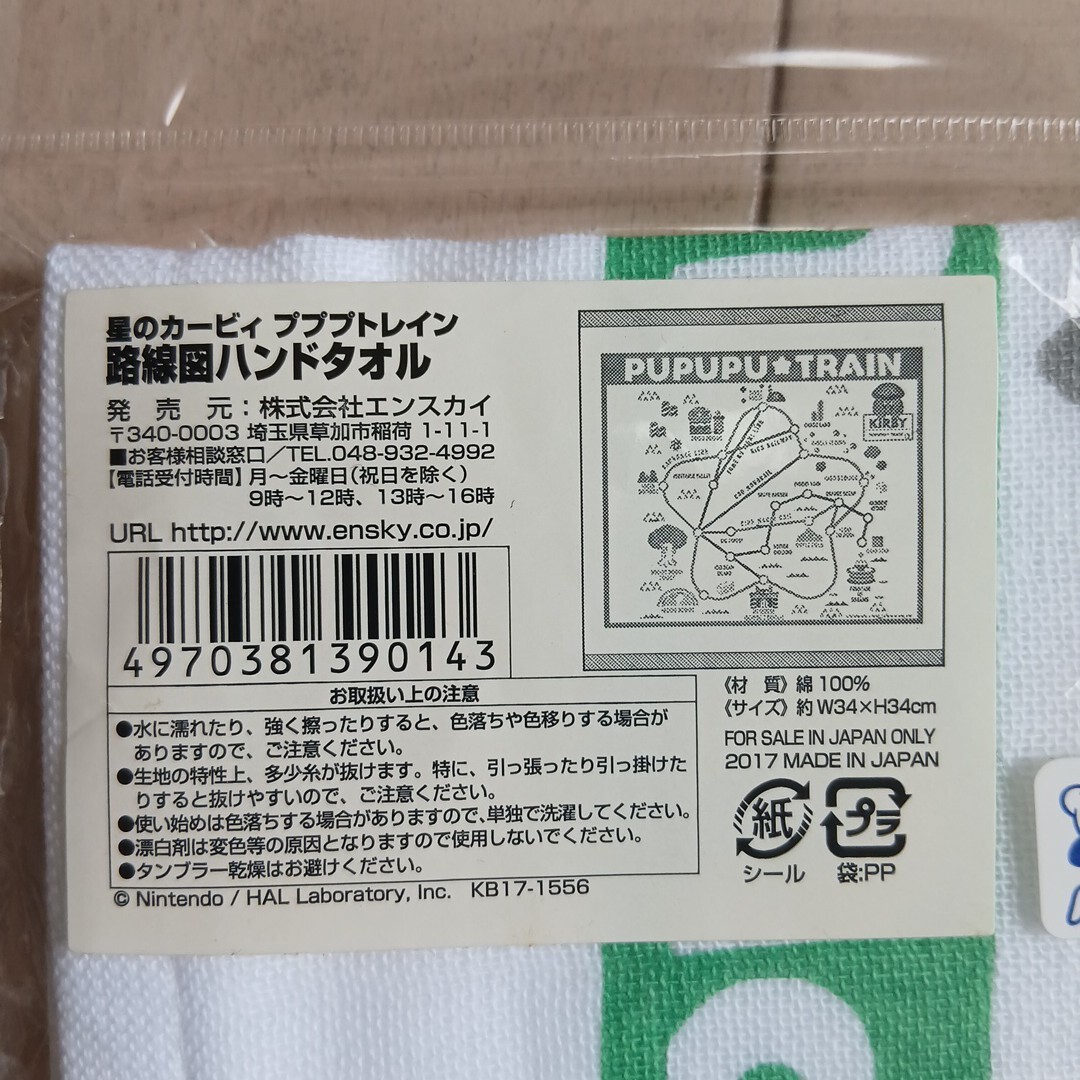 星のカービィ プププトレイン
路線図ハンドタオル
発 売 元：株式会社エンスカイ
〒340-0003 埼玉県草加市稲荷 1-11-1
■お客様相談窓口／TEL.048-932-4992
【電話受付時間】月～金曜日(祝日を除く)
9時～12時、13時～16時
URL http://www.ensky.co.jp/
4970381390143
PUPUPU★TRAIN
KIRBY
《材 質》綿 100%
《サイズ》約 W34×H34cm
FOR SALE IN JAPAN ONLY
2017 MADE IN JAPAN
紙
シール
プラ
袋:PP
お取扱い上の注意
●水に濡れたり、強く擦ったりすると、色落ちや色移りする場合が
ありますので、ご注意ください。
●生地の特性上、多少糸が抜けます。特に、引っ張ったり引っ掛けた
りすると抜けやすいので、ご注意ください。
●使い始めは色落ちする場合がありますので、単独で洗濯してください。
●漂白剤は変色等の原因となりますので使用しないでください。
●タンブラー乾燥はお避けください。
© Nintendo / HAL Laboratory, Inc. KB17-1556